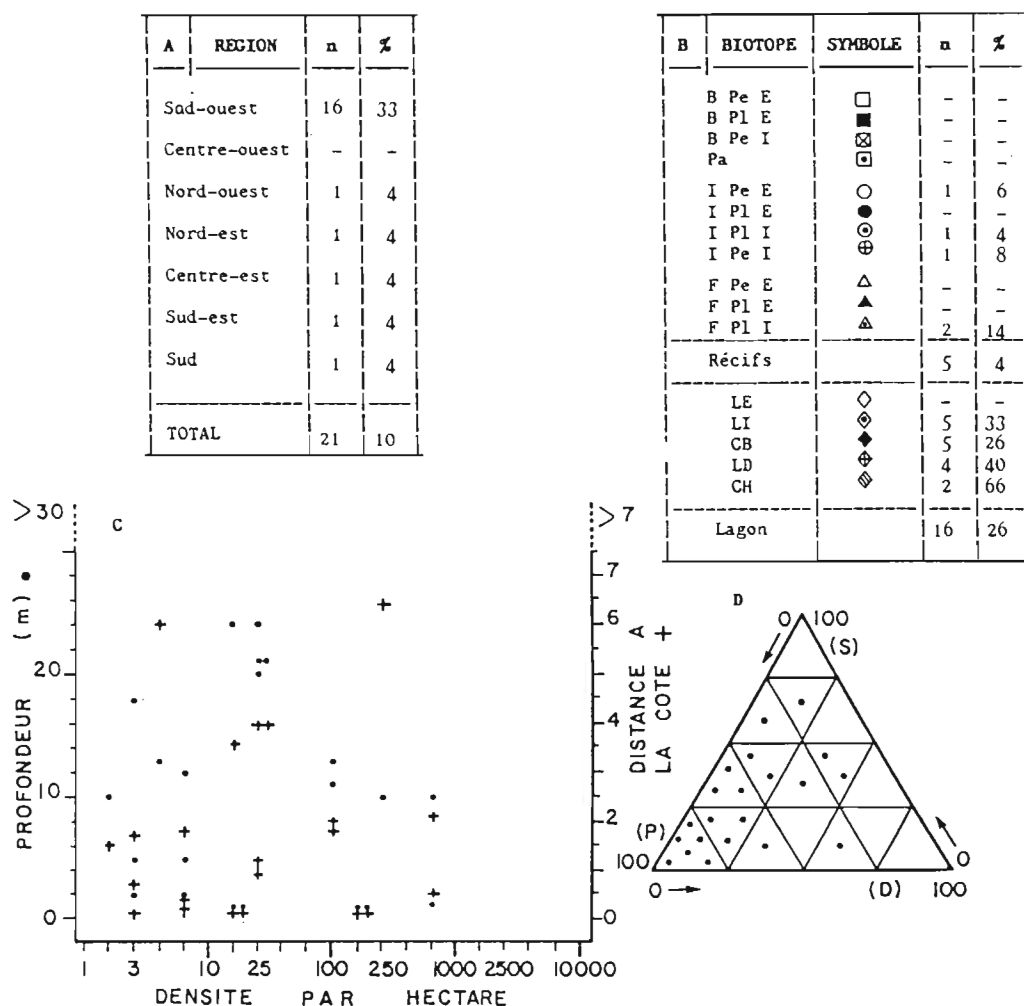 A REGION n %
Sad-ouest 16 33
Centre-ouest - -
Nord-ouest 1 4
Nord-est 1 4
Centre-est 1 4
Sud-est 1 4
Sud 1 4
TOTAL 21 10
B BIOTOPE SYMBOLE n %
B Pe E - -
B Pl E - -
B Pe I - -
Pa - -
I Pe E 1 6
I Pl E - -
I Pl I 1 4
I Pe I 1 8
F Pe E - -
F Pl E - -
F Pl I 2 14
Récifs 5 4
LE - -
LI 5 33
CB 5 26
LD 4 40
CH 2 66
Lagon 16 26
C
PROFONDEUR (m) ●
>30
20
10
0
>7
7
6
4
2
0
DISTANCE A +
LA COTE
1 3 10 25 100 250 1000 2500 10000
DENSITE PAR HECTARE
D
0 100
(S)
(P)
100 0
0 (D) 100